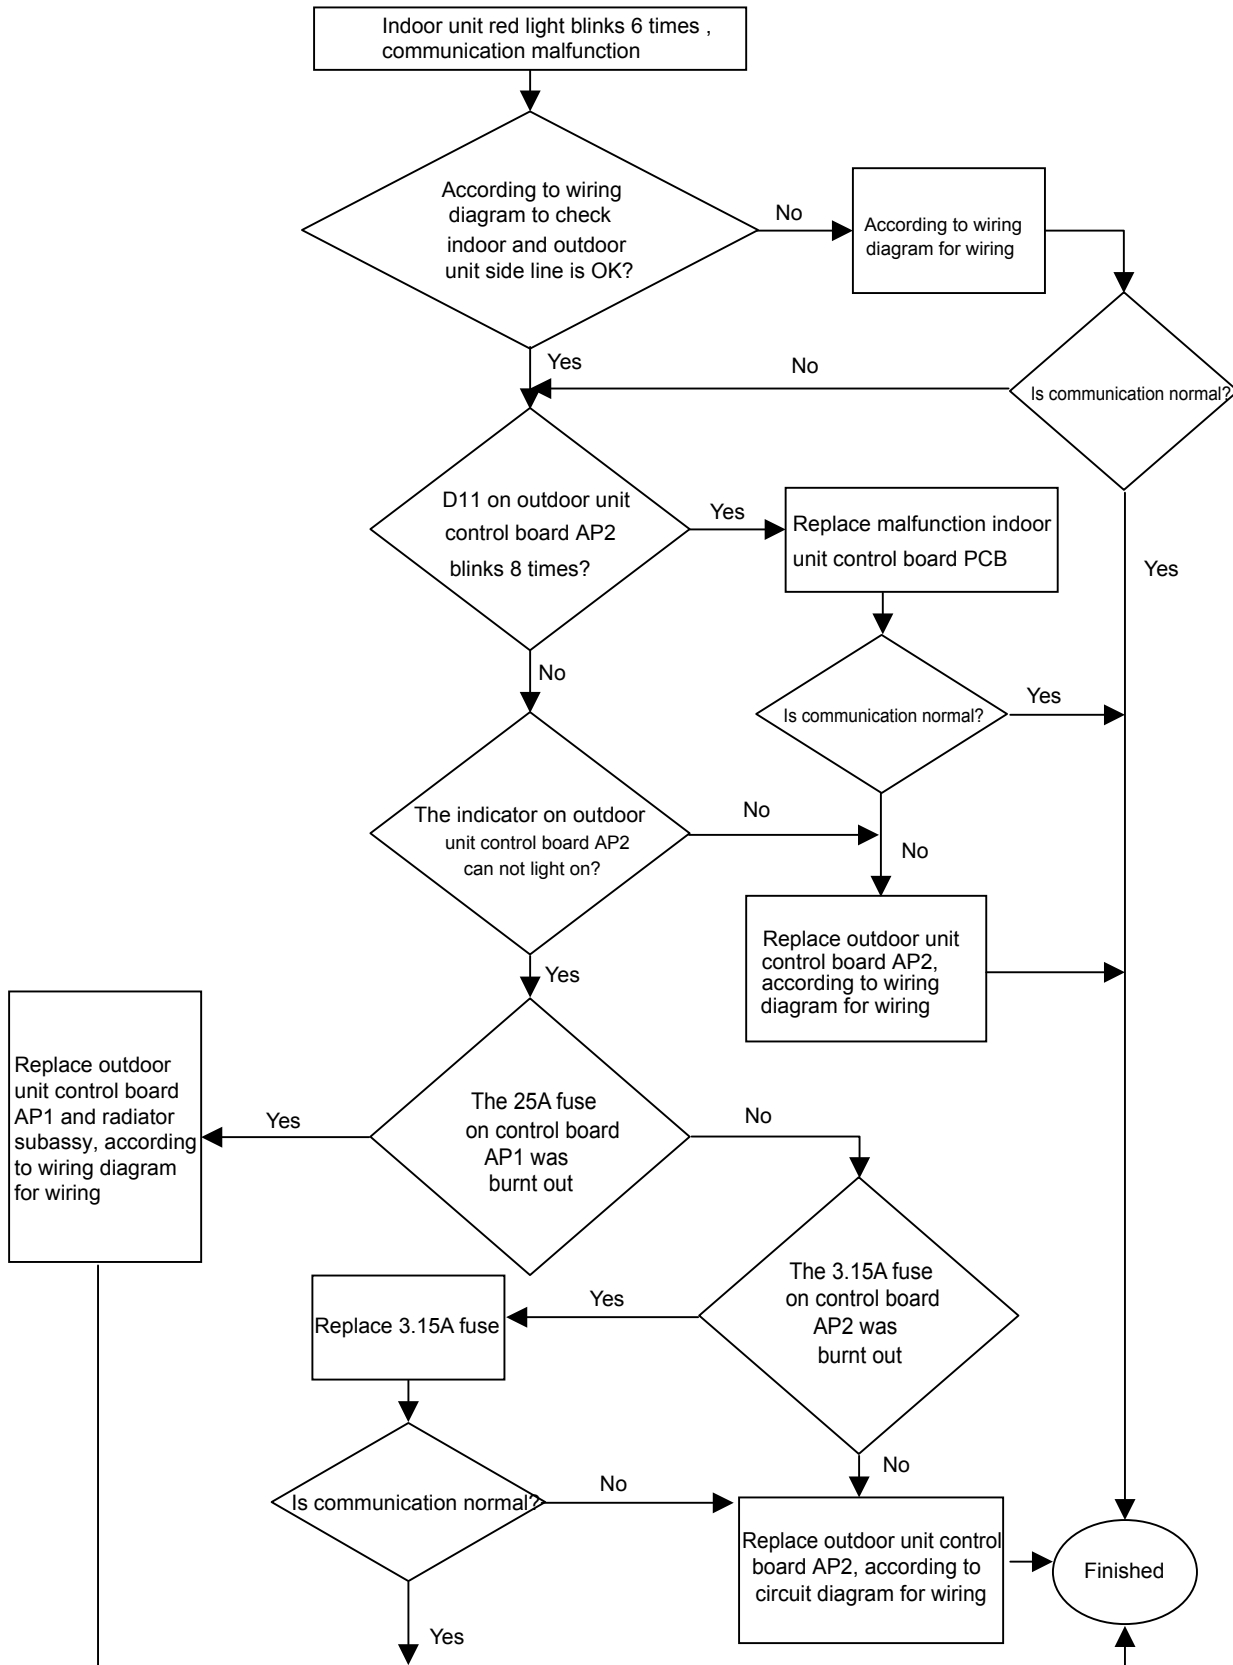 Indoor unit red light blinks 6 times ,
communication malfunction
According to wiring
diagram to check
indoor and outdoor
unit side line is OK?
No
According to wiring
diagram for wiring
Yes
No
Is communication normal?
D11 on outdoor unit
control board AP2
blinks 8 times?
Yes
Replace malfunction indoor
unit control board PCB
Yes
No
Is communication normal?
Yes
The indicator on outdoor
unit control board AP2
can not light on?
No
No
Replace outdoor unit
control board AP2,
according to wiring
diagram for wiring
Yes
Replace outdoor
unit control board
AP1 and radiator
subassy, according
to wiring diagram
for wiring
Yes
The 25A fuse
on control board
AP1 was
burnt out
No
The 3.15A fuse
on control board
AP2 was
burnt out
Yes
Replace 3.15A fuse
No
Is communication normal?
No
Replace outdoor unit control
board AP2, according to
circuit diagram for wiring
Finished
Yes